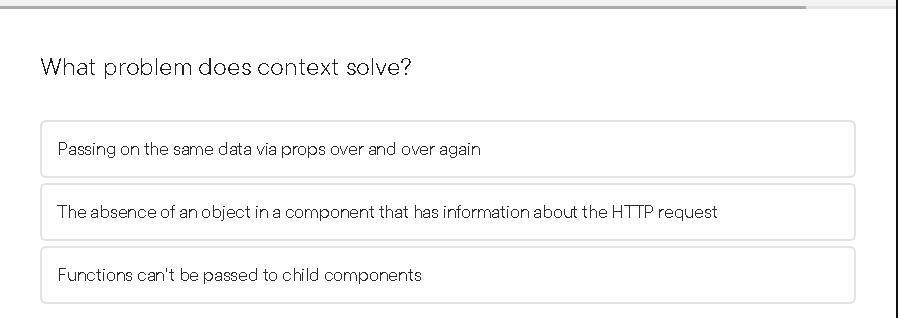 What problem does context solve?
Passing on the same data via props over and over again
The absence of an object in a component that has information about the HTTP request
Functions can't be passed to child components